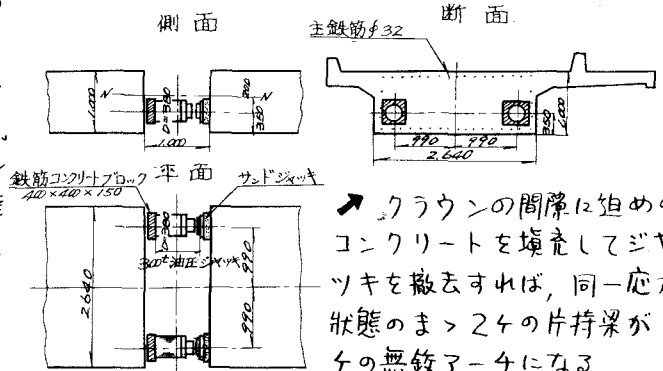 側面
断面
主鉄筋φ32
N
N
1.000
D=380
350
1.000
990
990
2.640
350
1.000
鉄筋コンクリートブロック
400×400×150
平面
サンドジャッキ
D=380
300t油圧ジャッキ
2.640
990
990
クラウンの間隙に
コンクリートを填充してジャ
ッキを撤去すれば,同一応
状態のまゝ2ケの片持梁が
ケの無鉸アーチになる